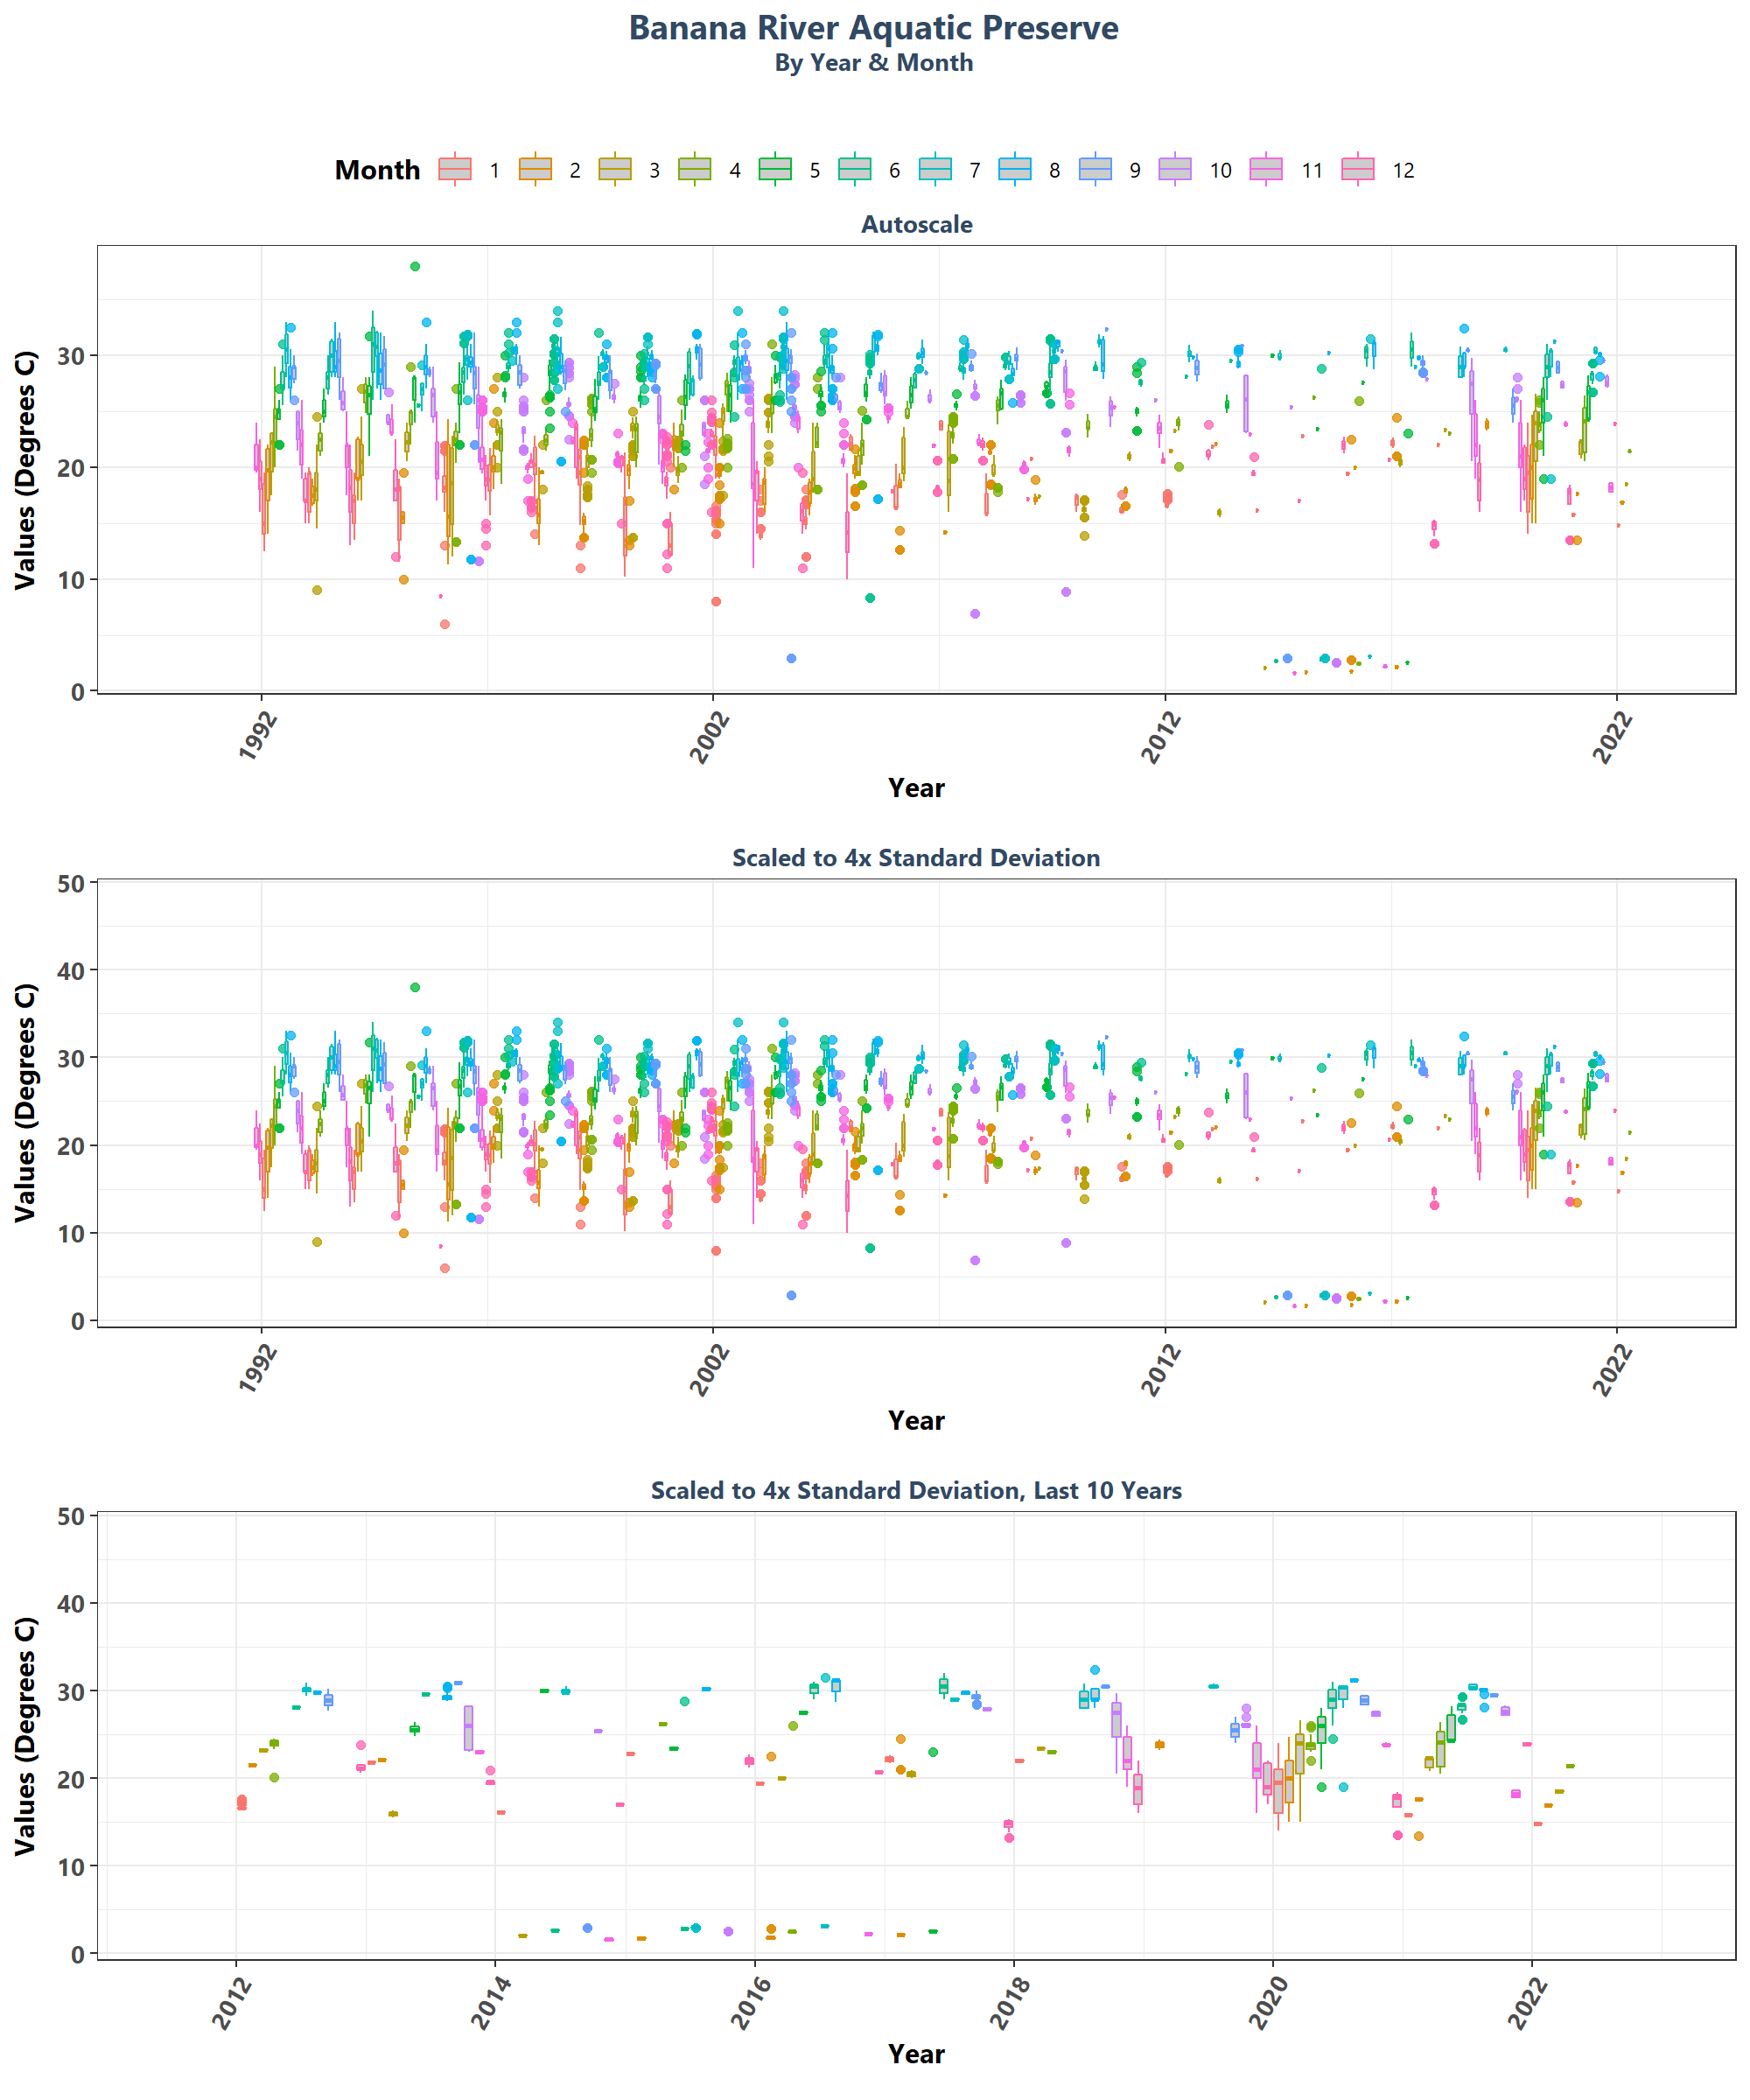 Banana River Aquatic Preserve
By Year & Month
Month 1 2 3 4 5 6 7 8 9 10 11 12
Autoscale
Values (Degrees C)
30
20
10
0
1992 2002 2012 2022
Year
Scaled to 4x Standard Deviation
Values (Degrees C)
50
40
30
20
10
0
1992 2002 2012 2022
Year
Scaled to 4x Standard Deviation, Last 10 Years
Values (Degrees C)
50
40
30
20
10
0
2012 2014 2016 2018 2020 2022
Year